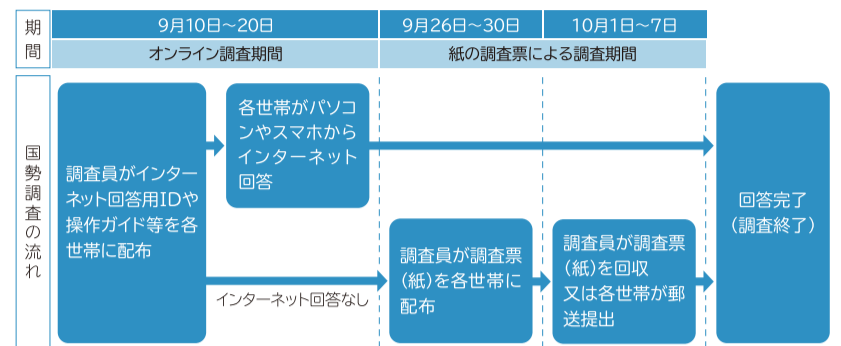 期間
9月10日~20日
9月26日~30日
10月1日~7日
オンライン調査期間
紙の調査票による調査期間
国勢調査の流れ
調査員がインター
ネット回答用IDや
操作ガイド等を各
世帯に配布
各世帯がパソコ
ンやスマホから
インターネット
回答
インターネット回答なし
調査員が調査票
(紙)を各世帯に
配布
調査員が調査票
(紙)を回収
又は各世帯が郵
送提出
回答完了
(調査終了)